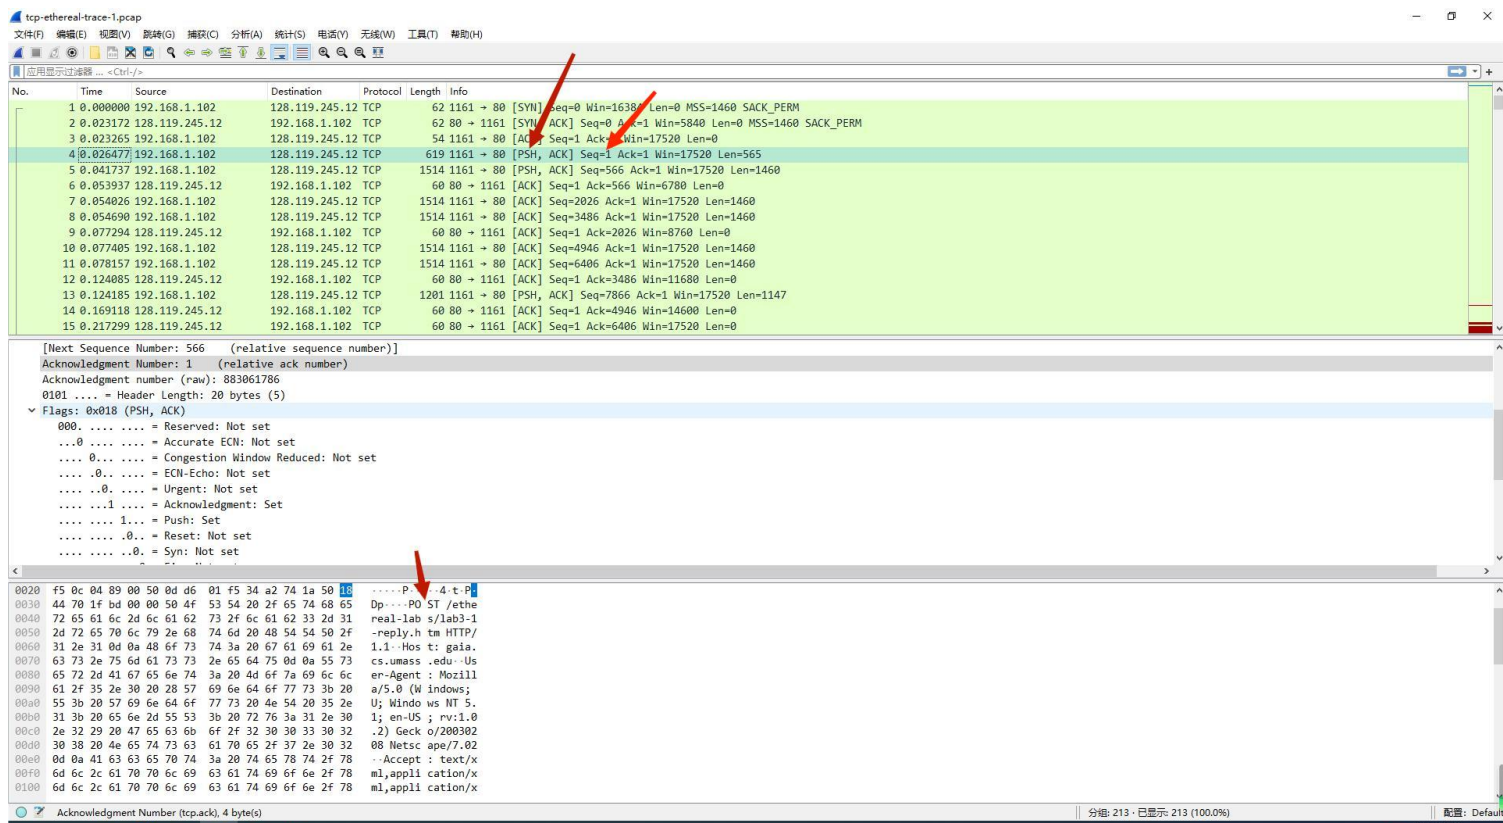 tcp-ethereal-trace-1.pcap
文件(F) 编辑(E) 视图(V) 跳转(G) 捕获(C) 分析(A) 统计(S) 电话(Y) 无线(W) 工具(T) 帮助(H)
应用显示过滤器 … <Ctrl-/>
No. Time Source Destination Protocol Length Info
1 0.000000 192.168.1.102 128.119.245.12 TCP 62 1161 → 80 [SYN] Seq=0 Win=16384 Len=0 MSS=1460 SACK_PERM
2 0.023172 128.119.245.12 192.168.1.102 TCP 62 80 → 1161 [SYN, ACK] Seq=0 Ack=1 Win=5840 Len=0 MSS=1460 SACK_PERM
3 0.023265 192.168.1.102 128.119.245.12 TCP 54 1161 → 80 [ACK] Seq=1 Ack=1 Win=17520 Len=0
4 0.026477 192.168.1.102 128.119.245.12 TCP 619 1161 → 80 [PSH, ACK] Seq=1 Ack=1 Win=17520 Len=565
5 0.041737 192.168.1.102 128.119.245.12 TCP 1514 1161 → 80 [PSH, ACK] Seq=566 Ack=1 Win=17520 Len=1460
6 0.053937 128.119.245.12 192.168.1.102 TCP 60 80 → 1161 [ACK] Seq=1 Ack=566 Win=6780 Len=0
7 0.054026 192.168.1.102 128.119.245.12 TCP 1514 1161 → 80 [ACK] Seq=2026 Ack=1 Win=17520 Len=1460
8 0.054690 192.168.1.102 128.119.245.12 TCP 1514 1161 → 80 [ACK] Seq=3486 Ack=1 Win=17520 Len=1460
9 0.077294 128.119.245.12 192.168.1.102 TCP 60 80 → 1161 [ACK] Seq=1 Ack=2026 Win=8760 Len=0
10 0.077405 192.168.1.102 128.119.245.12 TCP 1514 1161 → 80 [ACK] Seq=4946 Ack=1 Win=17520 Len=1460
11 0.078157 192.168.1.102 128.119.245.12 TCP 1514 1161 → 80 [ACK] Seq=6406 Ack=1 Win=17520 Len=1460
12 0.124085 128.119.245.12 192.168.1.102 TCP 60 80 → 1161 [ACK] Seq=1 Ack=3486 Win=11680 Len=0
13 0.124185 192.168.1.102 128.119.245.12 TCP 1201 1161 → 80 [PSH, ACK] Seq=7866 Ack=1 Win=17520 Len=1147
14 0.169118 128.119.245.12 192.168.1.102 TCP 60 80 → 1161 [ACK] Seq=1 Ack=4946 Win=14600 Len=0
15 0.217299 128.119.245.12 192.168.1.102 TCP 60 80 → 1161 [ACK] Seq=1 Ack=6406 Win=17520 Len=0
[Next Sequence Number: 566 (relative sequence number)]
Acknowledgment Number: 1 (relative ack number)
Acknowledgment number (raw): 883061786
0101 .... = Header Length: 20 bytes (5)
Flags: 0x018 (PSH, ACK)
000. .... .... = Reserved: Not set
...0 .... .... = Accurate ECN: Not set
.... 0... .... = Congestion Window Reduced: Not set
.... .0.. .... = ECN-Echo: Not set
.... ..0. .... = Urgent: Not set
.... ...1 .... = Acknowledgment: Set
.... .... 1... = Push: Set
.... .... .0.. = Reset: Not set
.... .... ..0. = Syn: Not set
0020 f5 0c 04 89 00 50 0d d6 01 f5 34 a2 74 1a 50 18 ·····P·· ··4·t·P·
0030 44 70 1f bd 00 00 50 4f 53 54 20 2f 65 74 68 65 Dp····PO ST /ethe
0040 72 65 61 6c 2d 6c 61 62 73 2f 6c 61 62 33 2d 31 real-lab s/lab3-1
0050 2d 72 65 70 6c 79 2e 68 74 6d 20 48 54 54 50 2f -reply.h tm HTTP/
0060 31 2e 31 0d 0a 48 6f 73 74 3a 20 67 61 69 61 2e 1.1··Hos t: gaia.
0070 63 73 2e 75 6d 61 73 73 2e 65 64 75 0d 0a 55 73 cs.umass .edu··Us
0080 65 72 2d 41 67 65 6e 74 3a 20 4d 6f 7a 69 6c 6c er-Agent : Mozill
0090 61 2f 35 2e 30 20 28 57 69 6e 64 6f 77 73 3b 20 a/5.0 (W indows;
00a0 55 3b 20 57 69 6e 64 6f 77 73 20 4e 54 20 35 2e U; Windo ws NT 5.
00b0 31 3b 20 65 6e 2d 55 53 3b 20 72 76 3a 31 2e 30 1; en-US ; rv:1.0
00c0 2e 32 29 20 47 65 63 6b 6f 2f 32 30 30 33 30 32 .2) Geck o/200302
00d0 30 38 20 4e 65 74 73 63 61 70 65 2f 37 2e 30 32 08 Netsc ape/7.02
00e0 0d 0a 41 63 63 65 70 74 3a 20 74 65 78 74 2f 78 ··Accept : text/x
00f0 6d 6c 2c 61 70 70 6c 69 63 61 74 69 6f 6e 2f 78 ml,appli cation/x
0100 6d 6c 2c 61 70 70 6c 69 63 61 74 69 6f 6e 2f 78 ml,appli cation/x
Acknowledgment Number (tcp.ack), 4 byte(s) 分组: 213 · 已显示: 213 (100.0%) 配置: Default